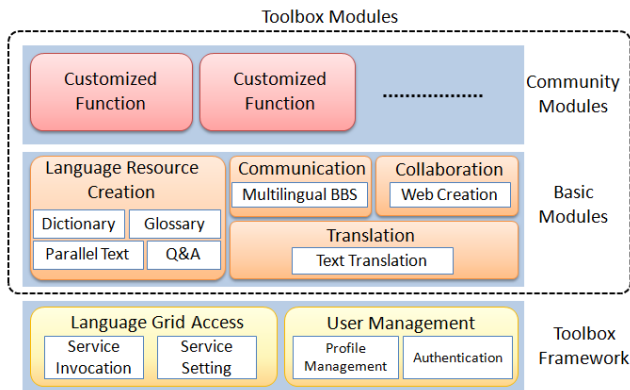 Toolbox Modules
Customized
Function
Customized
Function
..................
Community
Modules
Language Resource
Creation
Dictionary
Glossary
Parallel Text
Q&A
Communication
Multilingual BBS
Collaboration
Web Creation
Translation
Text Translation
Basic
Modules
Language Grid Access
Service
Invocation
Service
Setting
User Management
Profile
Management
Authentication
Toolbox
Framework